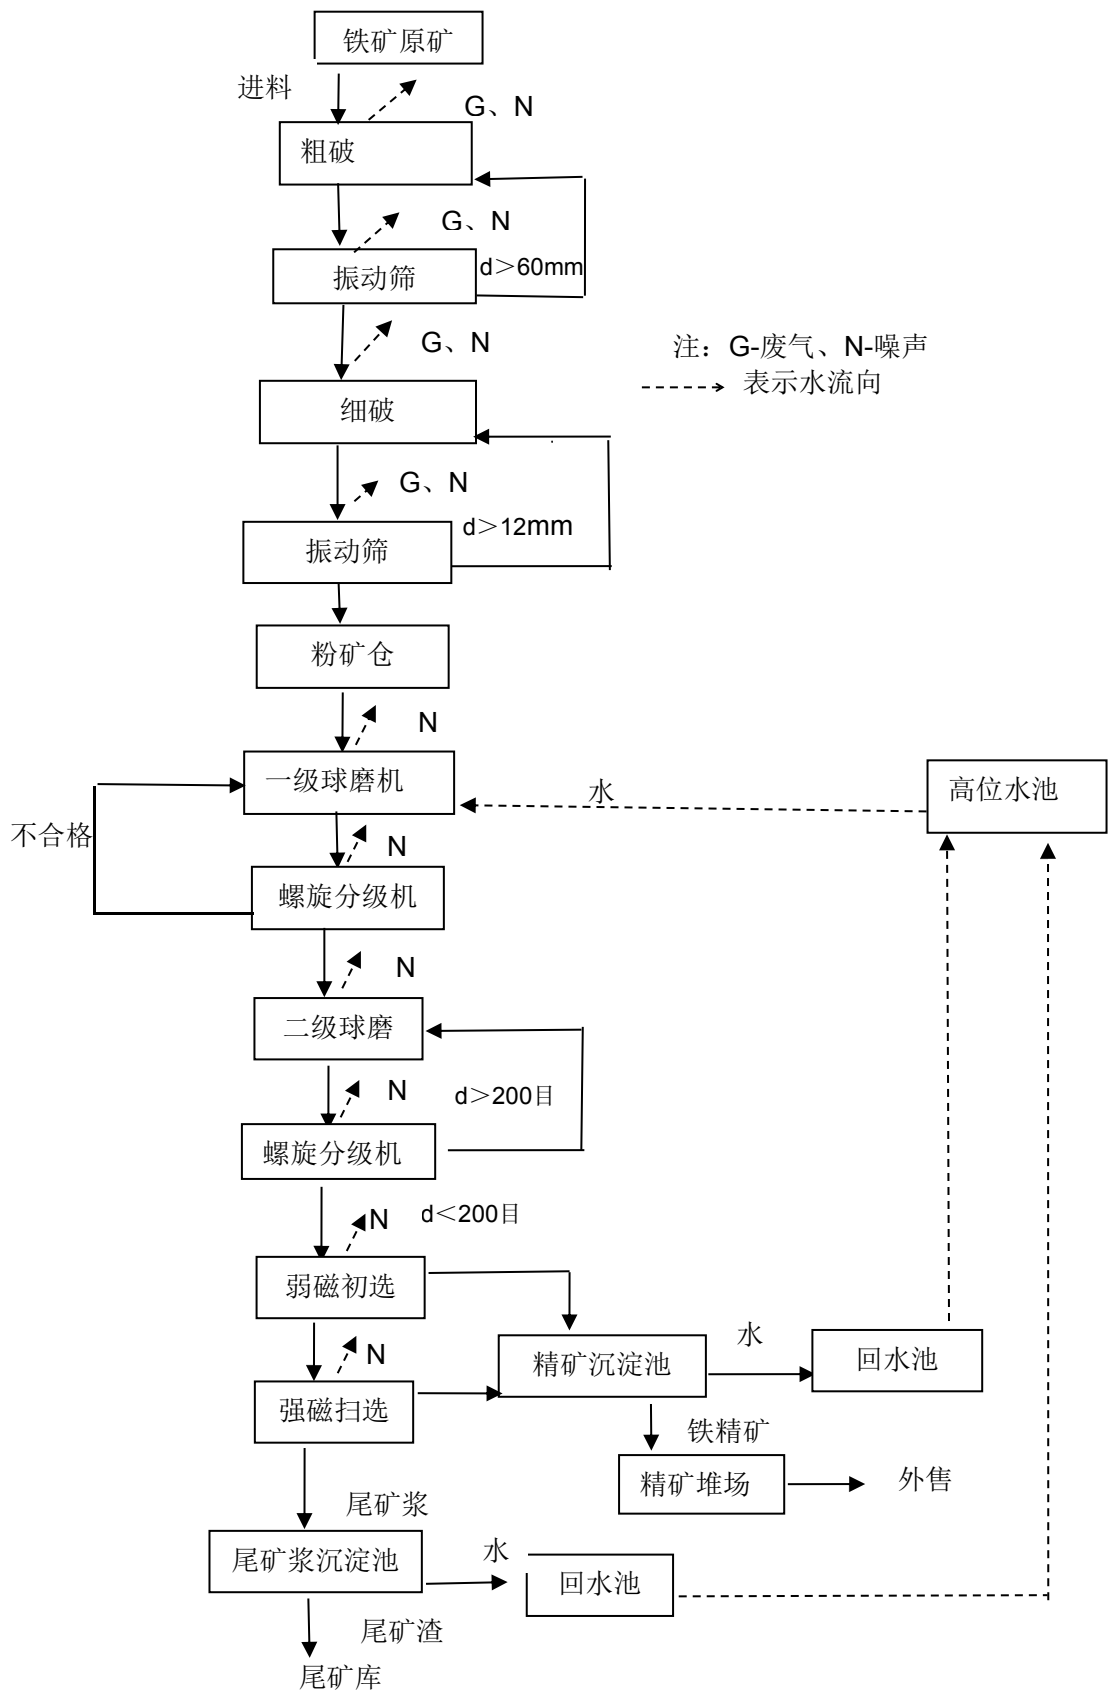 铁矿原矿
进料
G、N
粗破
G、N
d＞60mm
振动筛
G、N
注：G-废气、N-噪声
表示水流向
细破
G、N
d＞12mm
振动筛
粉矿仓
N
一级球磨机
水
高位水池
不合格
N
螺旋分级机
N
二级球磨
N
d＞200目
螺旋分级机
N
d＜200目
弱磁初选
N
精矿沉淀池
水
回水池
强磁扫选
铁精矿
精矿堆场
外售
尾矿浆
尾矿浆沉淀池
水
回水池
尾矿渣
尾矿库